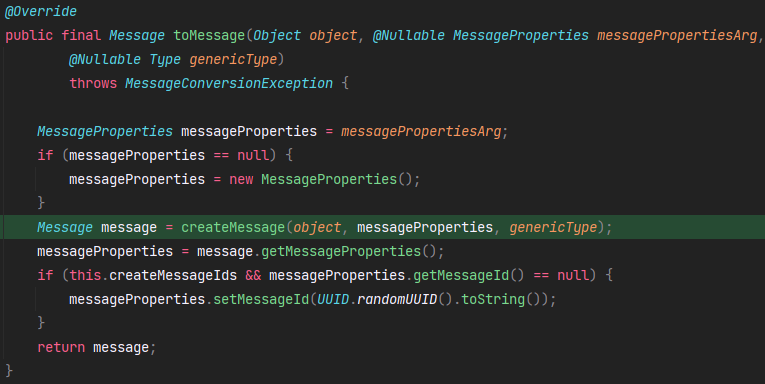 @Override
public final Message toMessage(Object object, @Nullable MessageProperties messagePropertiesArg,
        @Nullable Type genericType)
        throws MessageConversionException {

    MessageProperties messageProperties = messagePropertiesArg;
    if (messageProperties == null) {
        messageProperties = new MessageProperties();
    }
    Message message = createMessage(object, messageProperties, genericType);
    messageProperties = message.getMessageProperties();
    if (this.createMessageIds && messageProperties.getMessageId() == null) {
        messageProperties.setMessageId(UUID.randomUUID().toString());
    }
    return message;
}